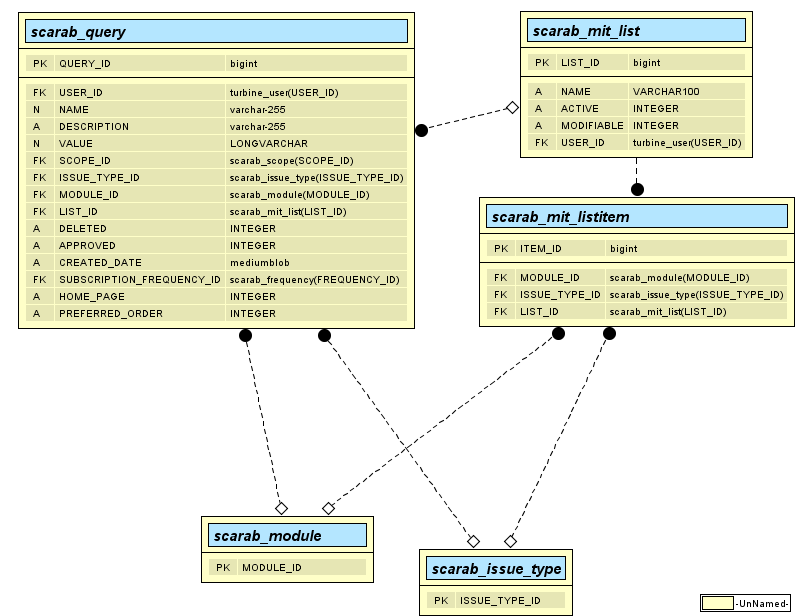 scarab_query
PK QUERY_ID bigint
FK USER_ID turbine_user(USER_ID)
N NAME varchar-255
A DESCRIPTION varchar-255
N VALUE LONGVARCHAR
FK SCOPE_ID scarab_scope(SCOPE_ID)
FK ISSUE_TYPE_ID scarab_issue_type(ISSUE_TYPE_ID)
FK MODULE_ID scarab_module(MODULE_ID)
FK LIST_ID scarab_mit_list(LIST_ID)
A DELETED INTEGER
A APPROVED INTEGER
A CREATED_DATE mediumblob
FK SUBSCRIPTION_FREQUENCY_ID scarab_frequency(FREQUENCY_ID)
A HOME_PAGE INTEGER
A PREFERRED_ORDER INTEGER
scarab_mit_list
PK LIST_ID bigint
A NAME VARCHAR100
A ACTIVE INTEGER
A MODIFIABLE INTEGER
FK USER_ID turbine_user(USER_ID)
scarab_mit_listitem
PK ITEM_ID bigint
FK MODULE_ID scarab_module(MODULE_ID)
FK ISSUE_TYPE_ID scarab_issue_type(ISSUE_TYPE_ID)
FK LIST_ID scarab_mit_list(LIST_ID)
scarab_module
PK MODULE_ID
scarab_issue_type
PK ISSUE_TYPE_ID
-UnNamed-